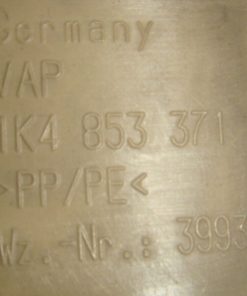 Germany
VAP
1K4 853 371
>PP/PE<
Wz.-Nr.: 3993